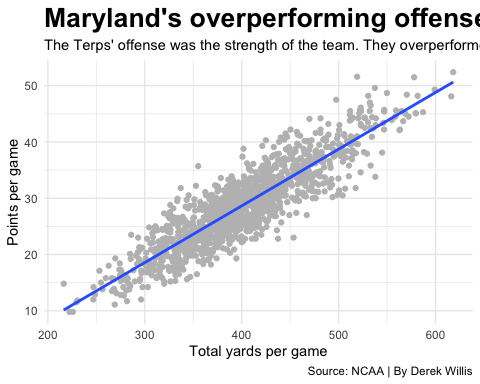 Maryland's overperforming offense
The Terps' offense was the strength of the team. They overperform
50
40
30
20
10
Points per game
200 300 400 500 600
Total yards per game
Source: NCAA | By Derek Willis